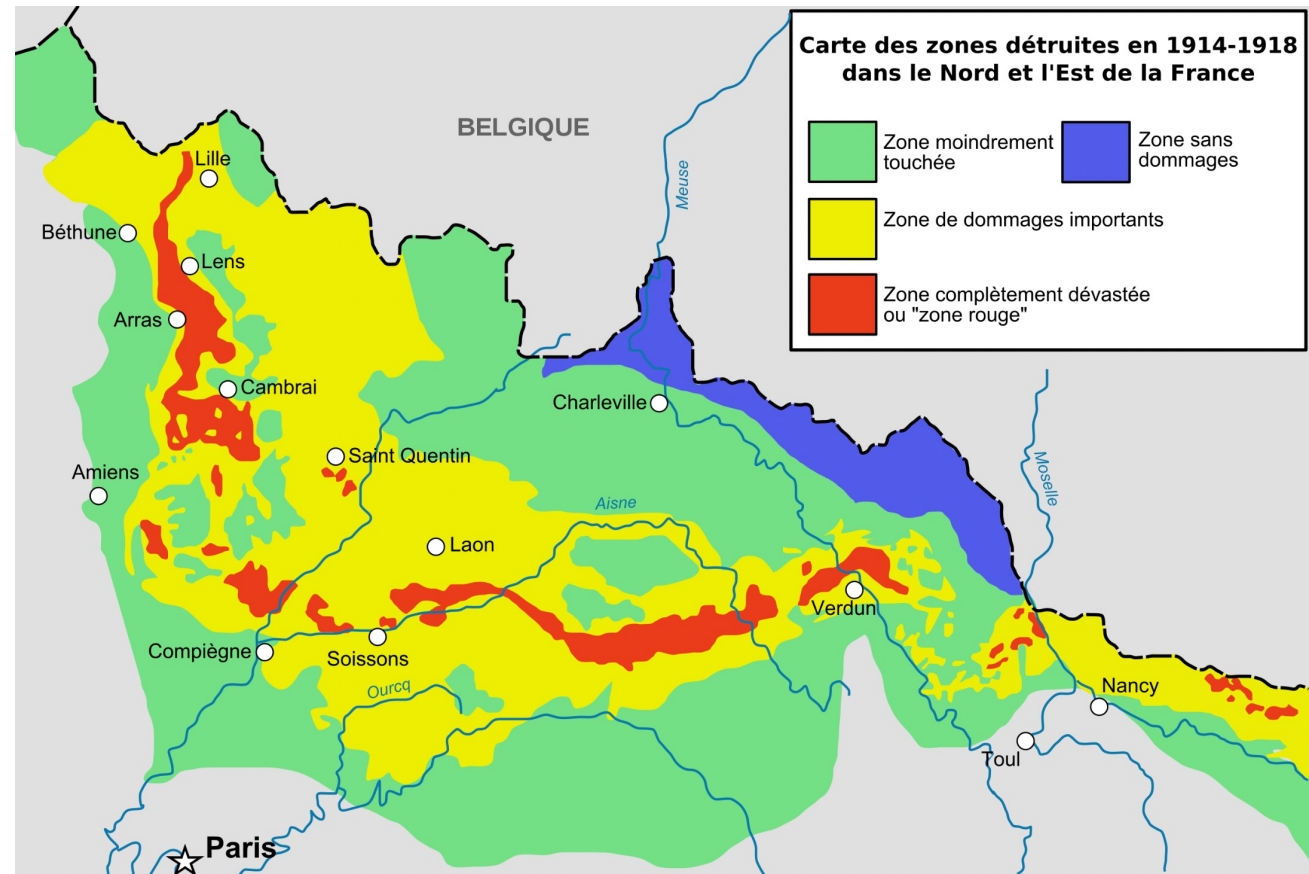 Carte des zones détruites en 1914-1918
dans le Nord et l'Est de la France
Zone moindrement
touchée
Zone sans
dommages
Zone de dommages importants
Zone complètement dévastée
ou "zone rouge"
BELGIQUE
Meuse
Lille
Béthune
Lens
Arras
Cambrai
Charleville
Saint Quentin
Amiens
Moselle
Aisne
Laon
Verdun
Compiègne
Soissons
Ourcq
Nancy
Toul
Paris